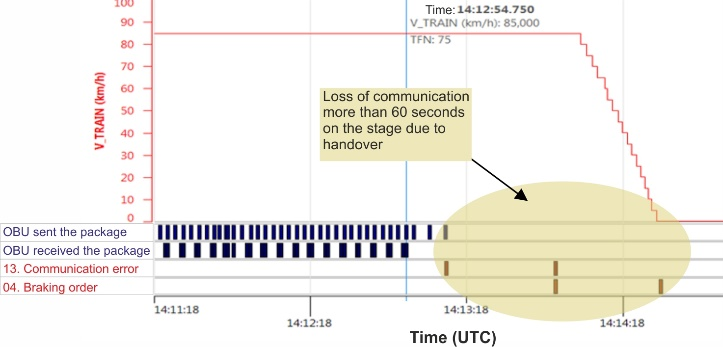 Time: 14:12:54.750
V_TRAIN (km/h): 85,000
TFN: 75
100
90
80
70
60
50
40
30
20
10
0
V_TRAIN (km/h)
Loss of communication
more than 60 seconds
on the stage due to
handover
OBU sent the package
OBU received the package
13. Communication error
04. Braking order
14:11:18
14:12:18
14:13:18
14:14:18
Time (UTC)